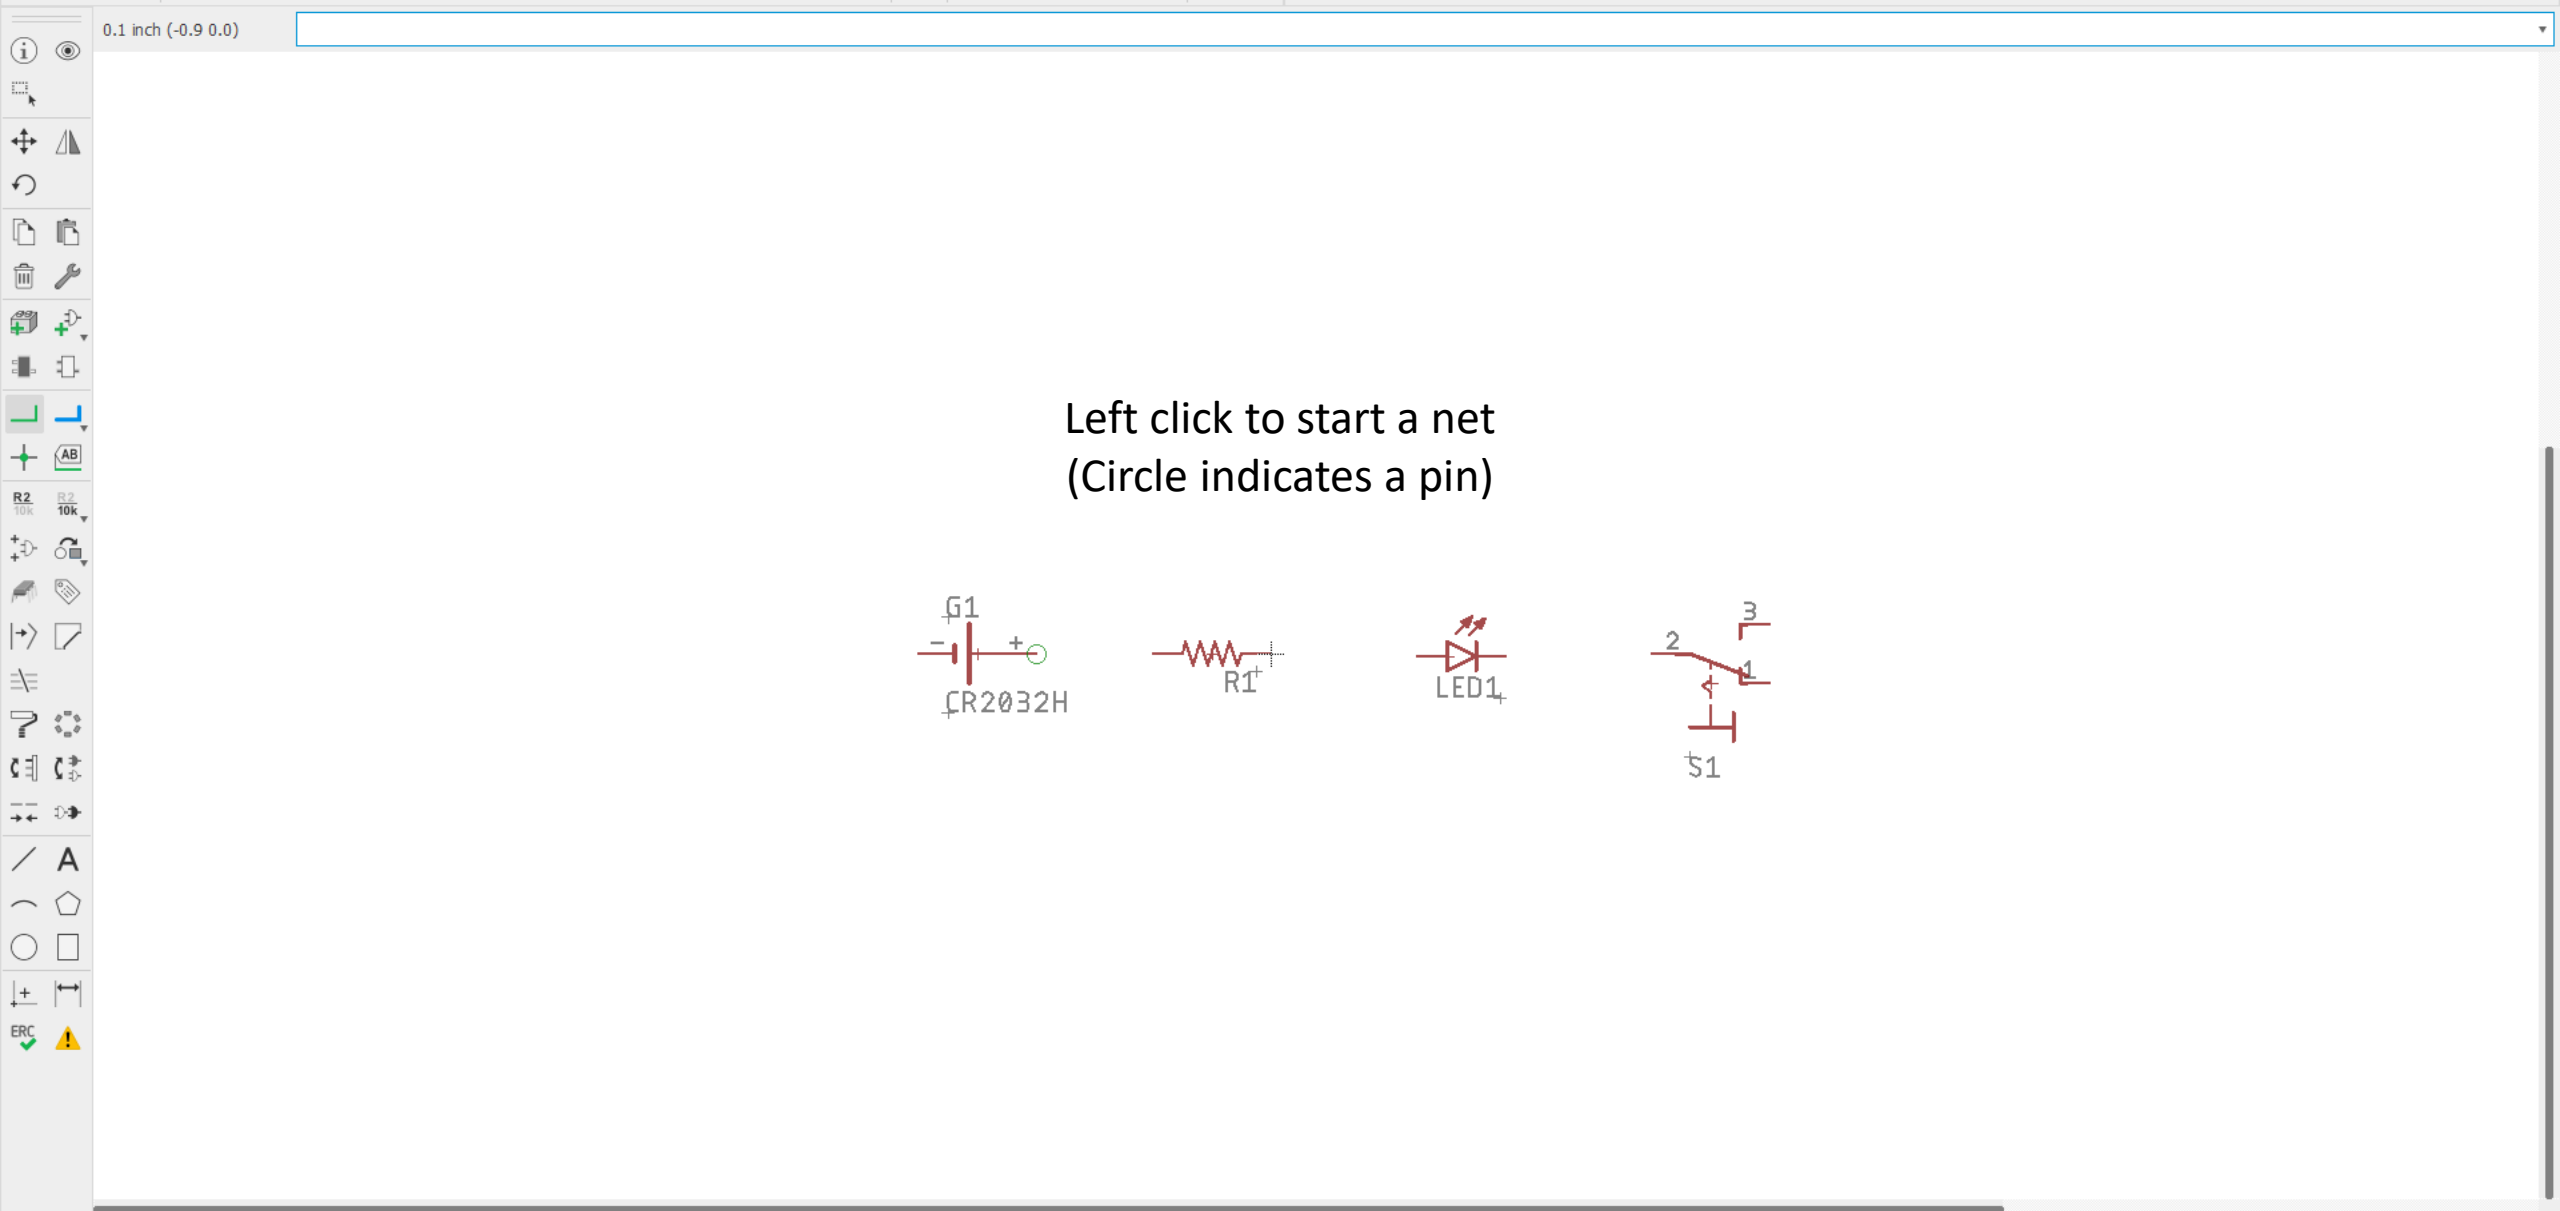 0.1 inch (-0.9 0.0)
AB
R2 R2
10k 10k
ERC
A
Left click to start a net
(Circle indicates a pin)
G1
- +
CR2032H
R1
LED1
3
2
1
S1